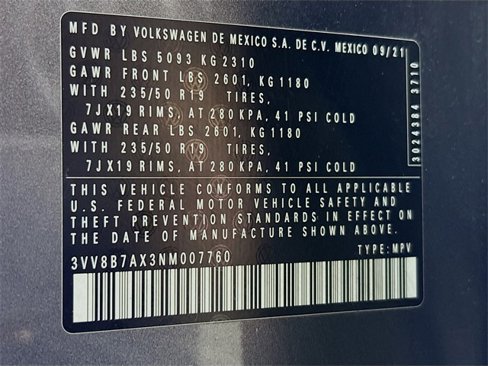 MFD BY VOLKSWAGEN DE MEXICO S.A. DE C.V. MEXICO 09/21
GVWR LBS 5093 KG 2310
GAWR FRONT LBS 2601, KG 1180
WITH 235/50 R19 TIRES,
7JX19 RIMS, AT 280 KPA, 41 PSI COLD
GAWR REAR LBS 2601, KG 1180
WITH 235/50 R19 TIRES,
7JX19 RIMS, AT 280 KPA, 41 PSI COLD
3024384 3710
THIS VEHICLE CONFORMS TO ALL APPLICABLE
U.S. FEDERAL MOTOR VEHICLE SAFETY AND
THEFT PREVENTION STANDARDS IN EFFECT ON
THE DATE OF MANUFACTURE SHOWN ABOVE.
3VV8B7AX3NM007760 TYPE: MPV